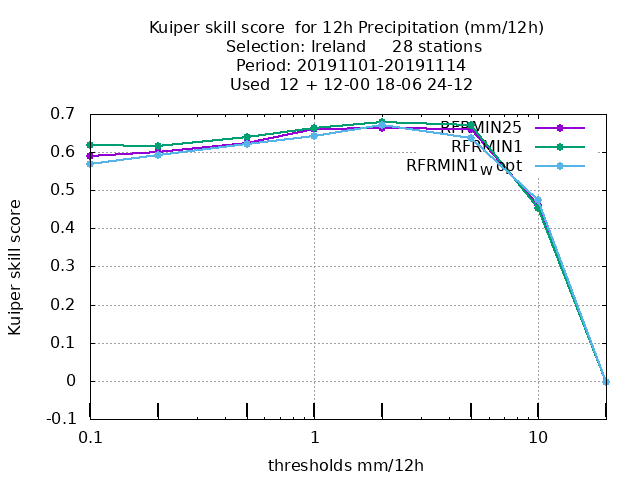 Kuiper skill score  for 12h Precipitation (mm/12h)
Selection: Ireland     28 stations
Period: 20191101-20191114
Used  12 + 12-00 18-06 24-12
RFRMIN25
RFRMIN1
RFRMIN1w opt
0.7
0.6
0.5
0.4
0.3
0.2
0.1
0
-0.1
0.1
1
10
Kuiper skill score
thresholds mm/12h